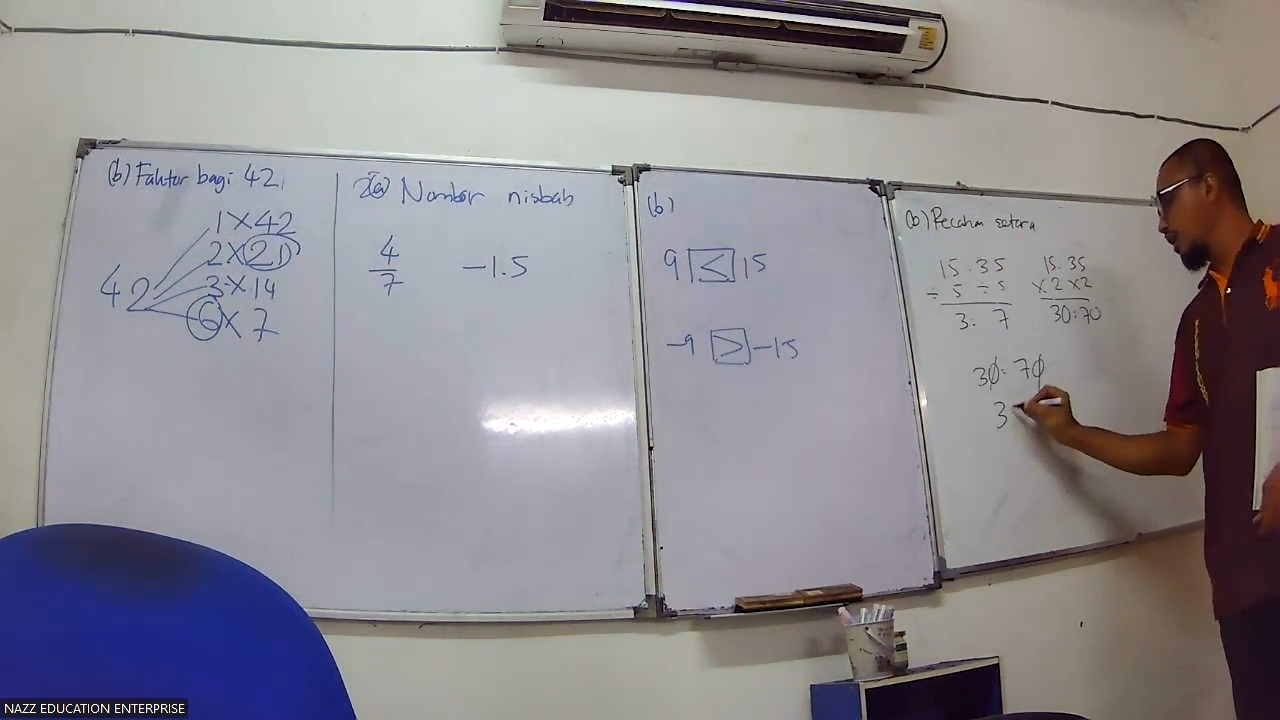 (b) Faktor bagi 42
1 X 42
2 X 21
42
3 X 14
6 X 7
2 (a) Nombor nisbah
4
7
-1.5
(b)
9 < 15
-9 > -15
(b) Pecahan setara
15 : 35
÷ 5 ÷ 5
3 : 7
15 : 35
x 2 x 2
30 : 70
30 : 70
3
NAZZ EDUCATION ENTERPRISE